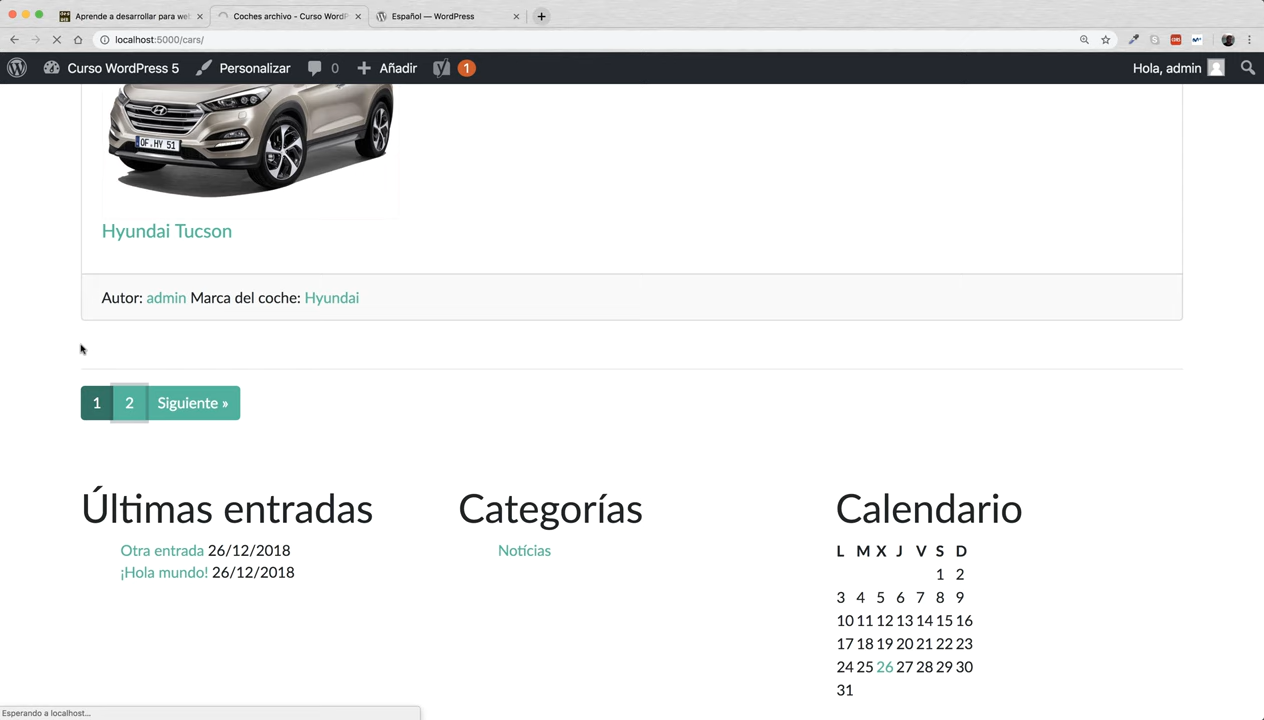 Aprende a desarrollar para web
Coches archivo - Curso WordP
Español — WordPress
localhost:5000/cars/
Curso WordPress 5
Personalizar
0
Añadir
1
Hola, admin
OF.HY 51
Hyundai Tucson
Autor: admin Marca del coche: Hyundai
1 2 Siguiente »
Últimas entradas
Otra entrada 26/12/2018
¡Hola mundo! 26/12/2018
Categorías
Notícias
Calendario
L M X J V S D
1 2
3 4 5 6 7 8 9
10 11 12 13 14 15 16
17 18 19 20 21 22 23
24 25 26 27 28 29 30
31
Esperando a localhost...